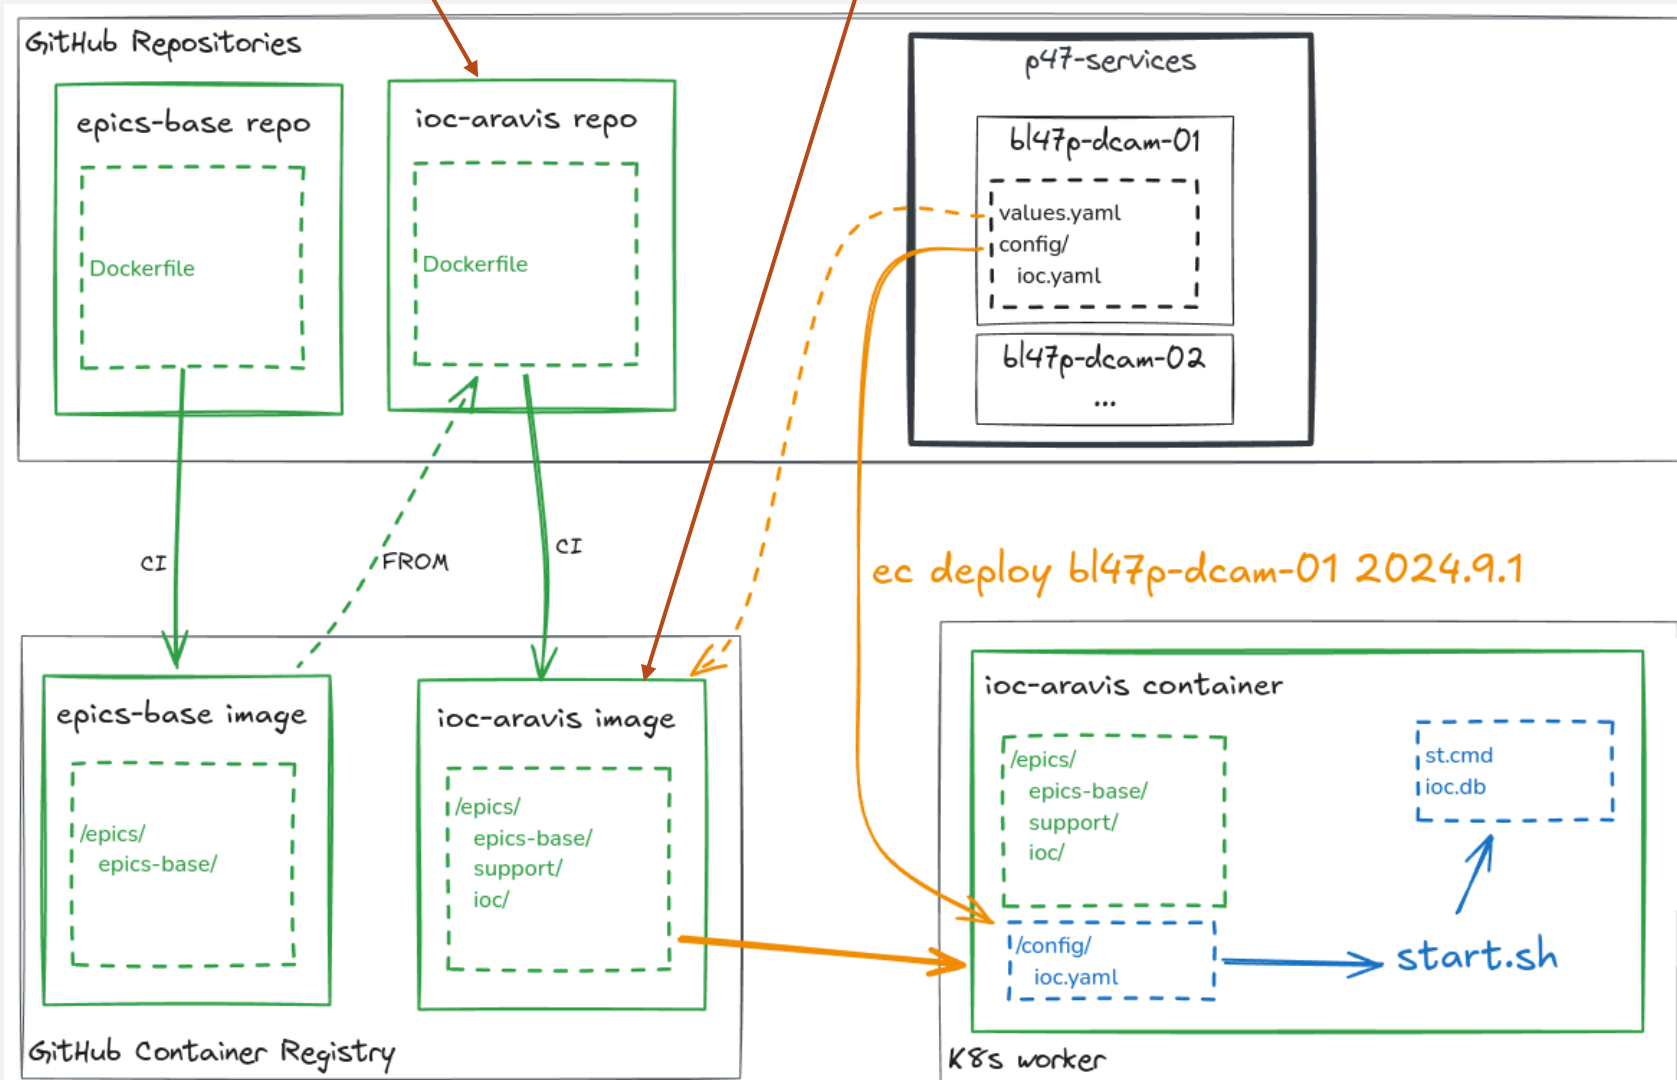 GitHub Repositories
epics-base repo
Dockerfile
ioc-aravis repo
Dockerfile
p47-services
bl47p-dcam-01
values.yaml
config/
ioc.yaml
bl47p-dcam-02
...
CI
FROM
CI
ec deploy bl47p-dcam-01 2024.9.1
epics-base image
/epics/
epics-base/
ioc-aravis image
/epics/
epics-base/
support/
ioc/
GitHub Container Registry
ioc-aravis container
/epics/
epics-base/
support/
ioc/
/config/
ioc.yaml
st.cmd
ioc.db
start.sh
K8s worker